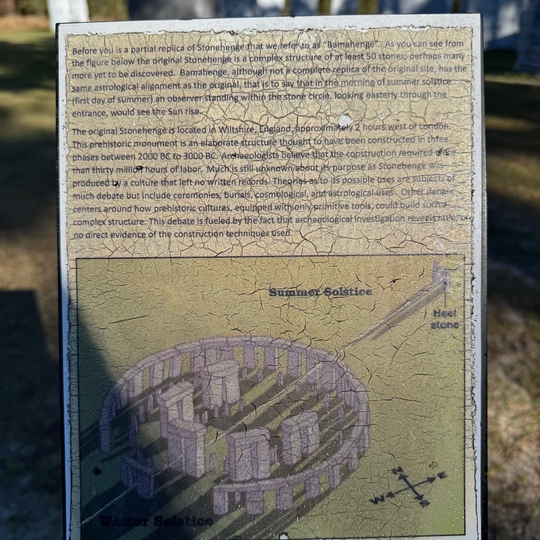 Before you is a partial replica of Stonehenge that we refer to as "Bamahenge". As you can see from
the figure below the original Stonehenge is a complex structure of at least 50 stones; perhaps many
more yet to be discovered. Bamahenge, although not a complete replica of the original site, has the
same astrological alignment as the original, that is to say that in the morning of summer solstice
(first day of summer) an observer standing within the stone circle, looking easterly through the
entrance, would see the Sun rise.
The original Stonehenge is located in Wiltshire, England, approximately 2 hours west of London.
This prehistoric monument is an elaborate structure thought to have been constructed in three
phases between 2000 BC to 3000 BC. Archaeologists believe that the construction required
than thirty million hours of labor. Much is still unknown about its purpose as Stonehenge was
produced by a culture that left no written records. Theories as to its possible uses are subjects of
much debate but include ceremonies, burials, cosmological, and astrological uses. Other debate
centers around how prehistoric cultures, equipped with only primitive tools, could build such a
complex structure. This debate is fueled by the fact that archaeological investigation reveals
no direct evidence of the construction techniques used.
Summer Solstice
Heel
stone
N
W E
S
Winter Solstice